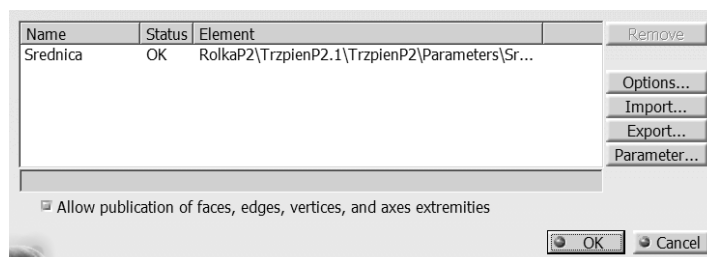 Name Status Element Remove
Srednica OK RolkaP2\TrzpienP2.1\TrzpienP2\Parameters\Sr...
Options...
Import...
Export...
Parameter...
Allow publication of faces, edges, vertices, and axes extremities
OK Cancel